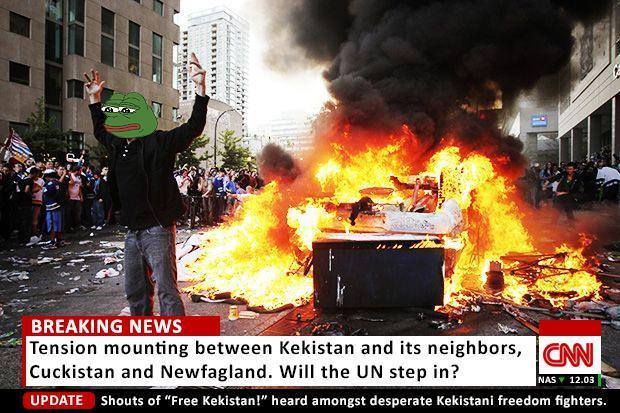 BREAKING NEWS
Tension mounting between Kekistan and its neighbors,
Cuckistan and Newfagland. Will the UN step in?
CNN
NAS ▼ 12.03
UPDATE Shouts of "Free Kekistan!" heard amongst desperate Kekistani freedom fighters.